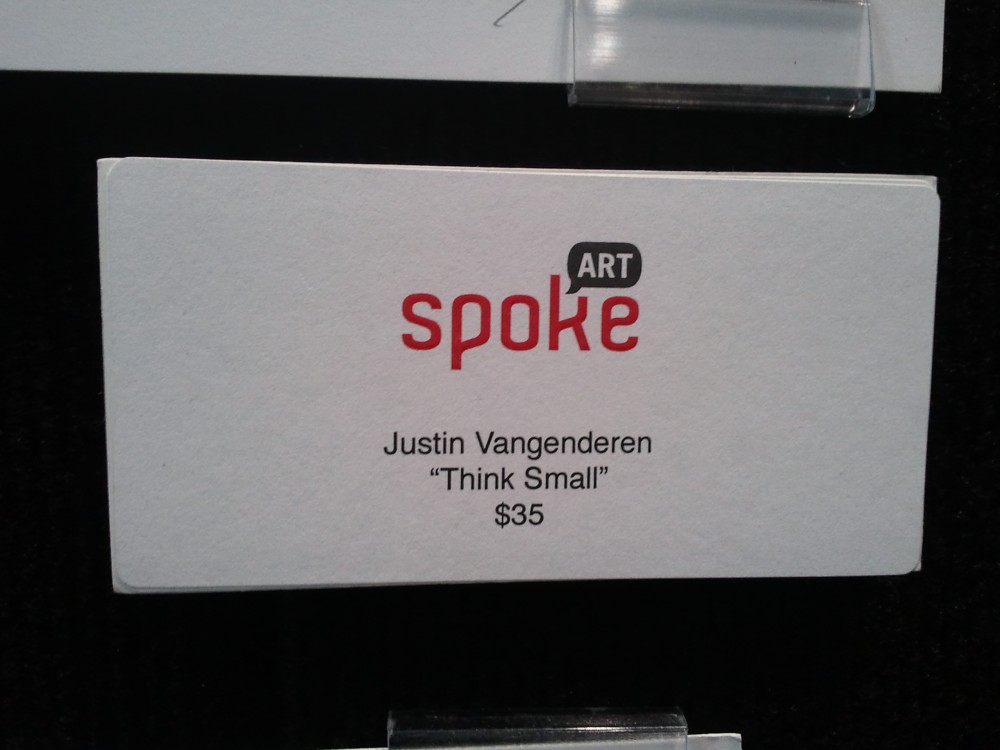 ART
spoke
Justin Vangenderen
“Think Small”
$35